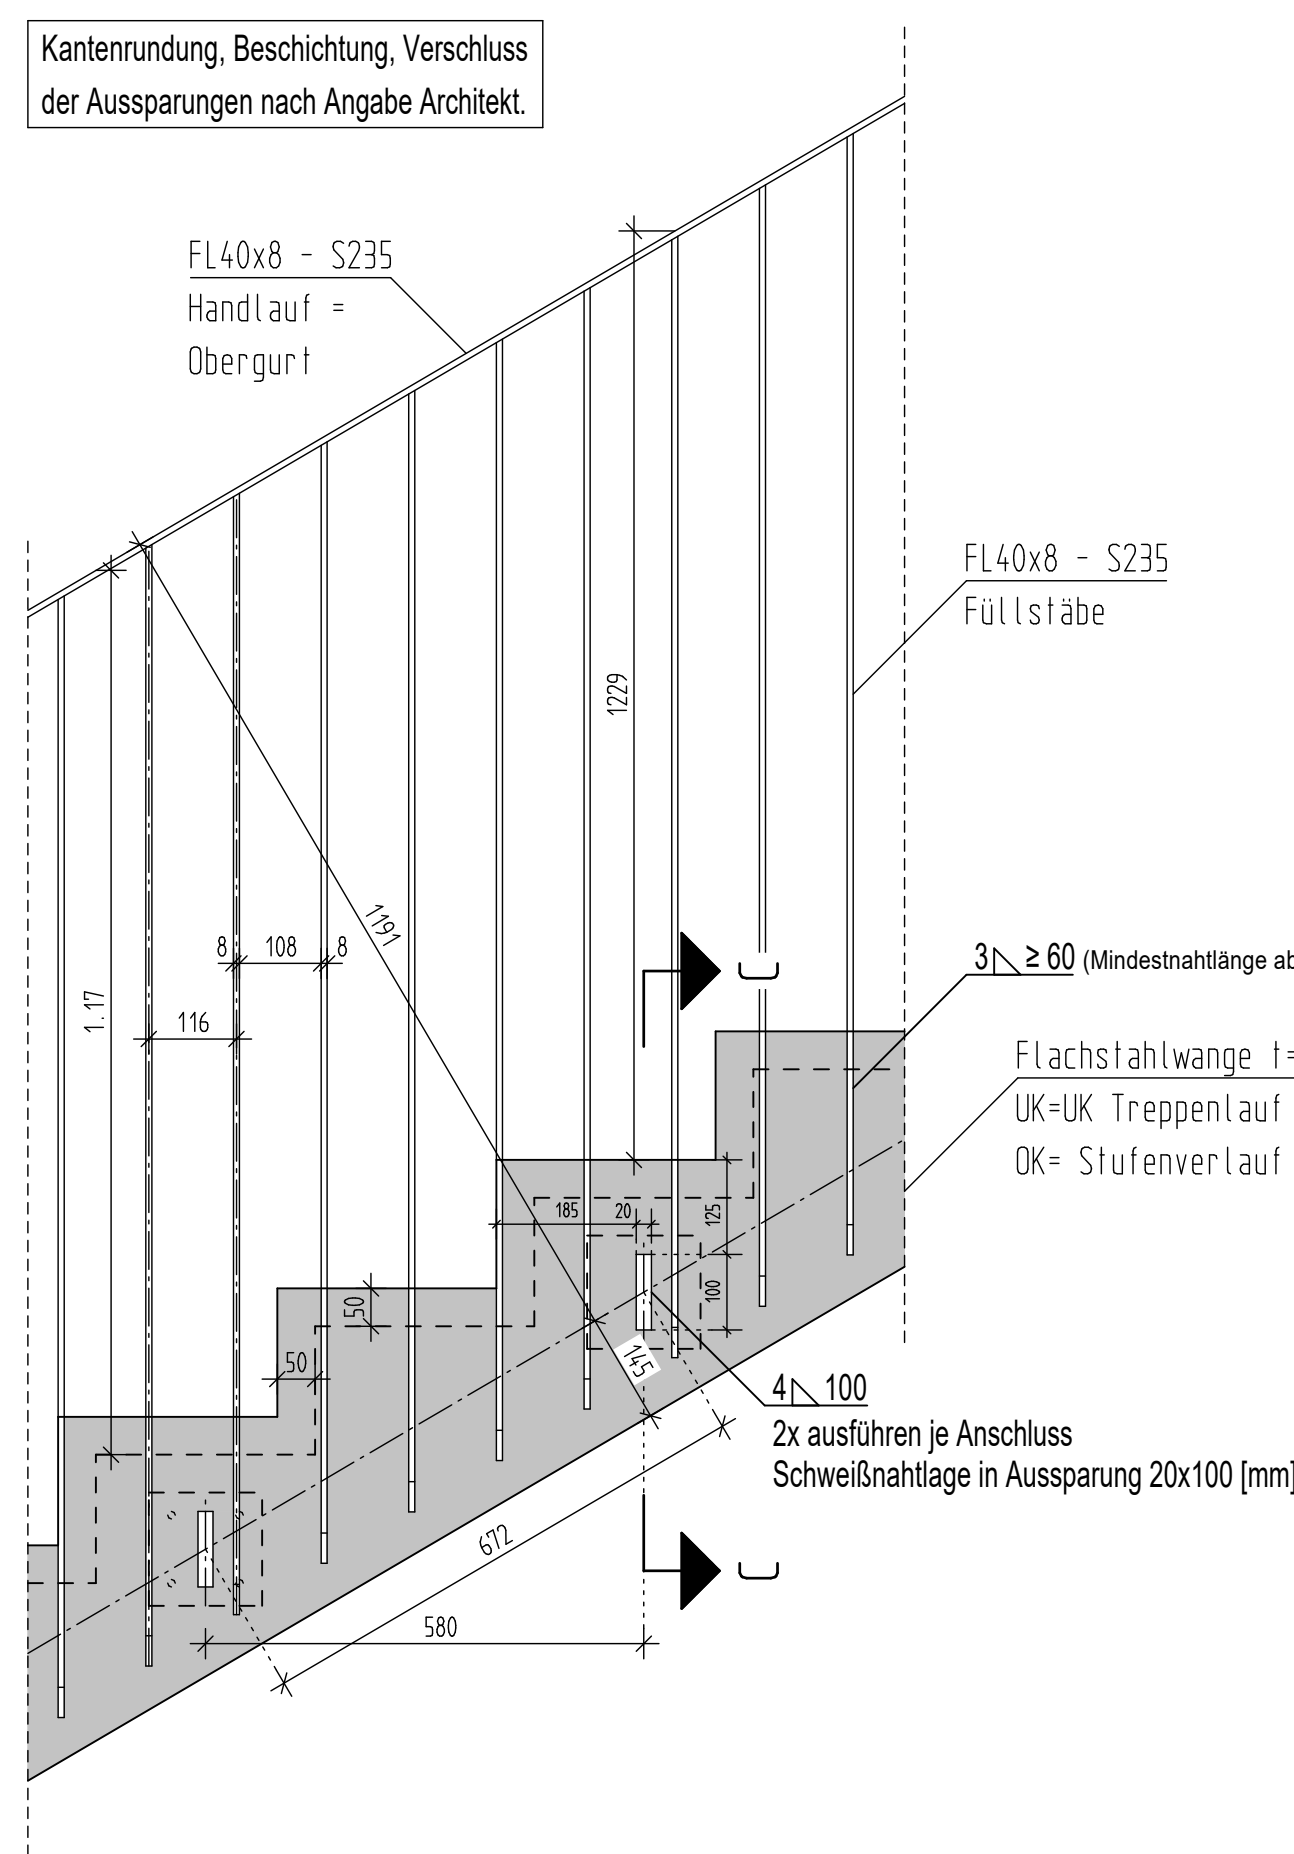 Kantenrundung, Beschichtung, Verschluss
der Aussparungen nach Angabe Architekt.
FL40x8 - S235
Handlauf =
Obergurt
FL40x8 - S235
Füllstäbe
1229
1191
8
108
8
3 ≥ 60 (Mindestnahtlänge ab
1.17
116
Flachstahlwange t=
UK=UK Treppenlauf
OK= Stufenverlauf
185
20
125
100
50
50
145
4 100
2x ausführen je Anschluss
Schweißnahtlage in Aussparung 20x100 [mm]
672
580